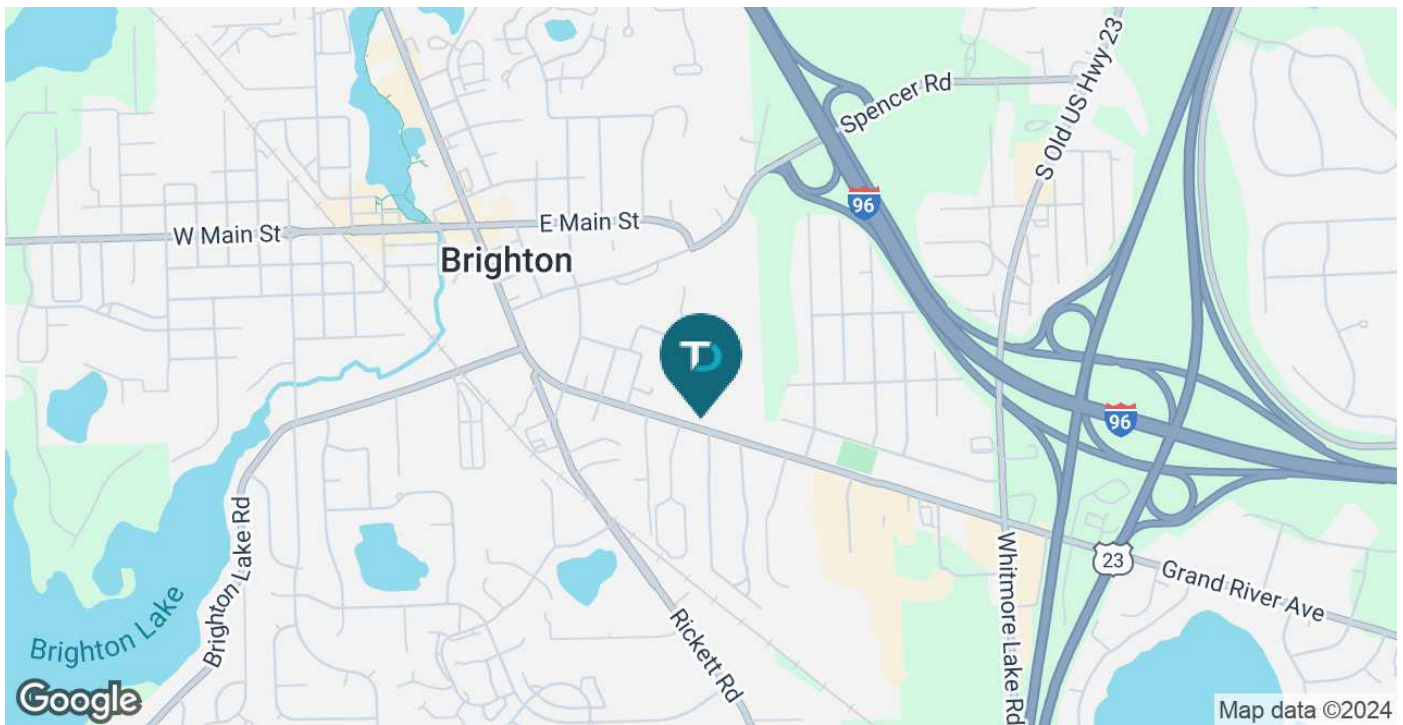 S Old US Hwy 23
Spencer Rd
96
E Main St
W Main St
Brighton
TD
96
Brighton Lake Rd
Whitmore Lake Rd
23
Grand River Ave
Rickett Rd
Brighton Lake
Google
Map data ©2024